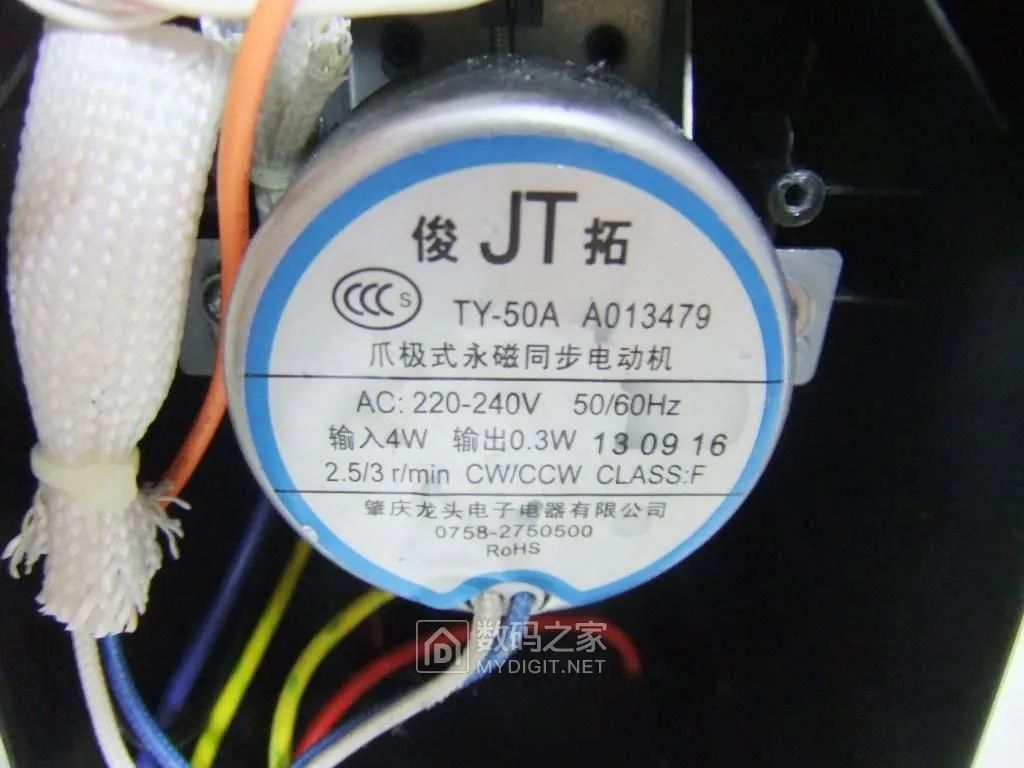 俊 JT 拓
CCC S TY-50A A013479
爪极式永磁同步电动机
AC: 220-240V 50/60Hz
输入4W 输出0.3W 13 09 16
2.5/3 r/min CW/CCW CLASS:F
肇庆龙头电子电器有限公司
0758-2750500
RoHS
数码之家
MYDIGIT.NET